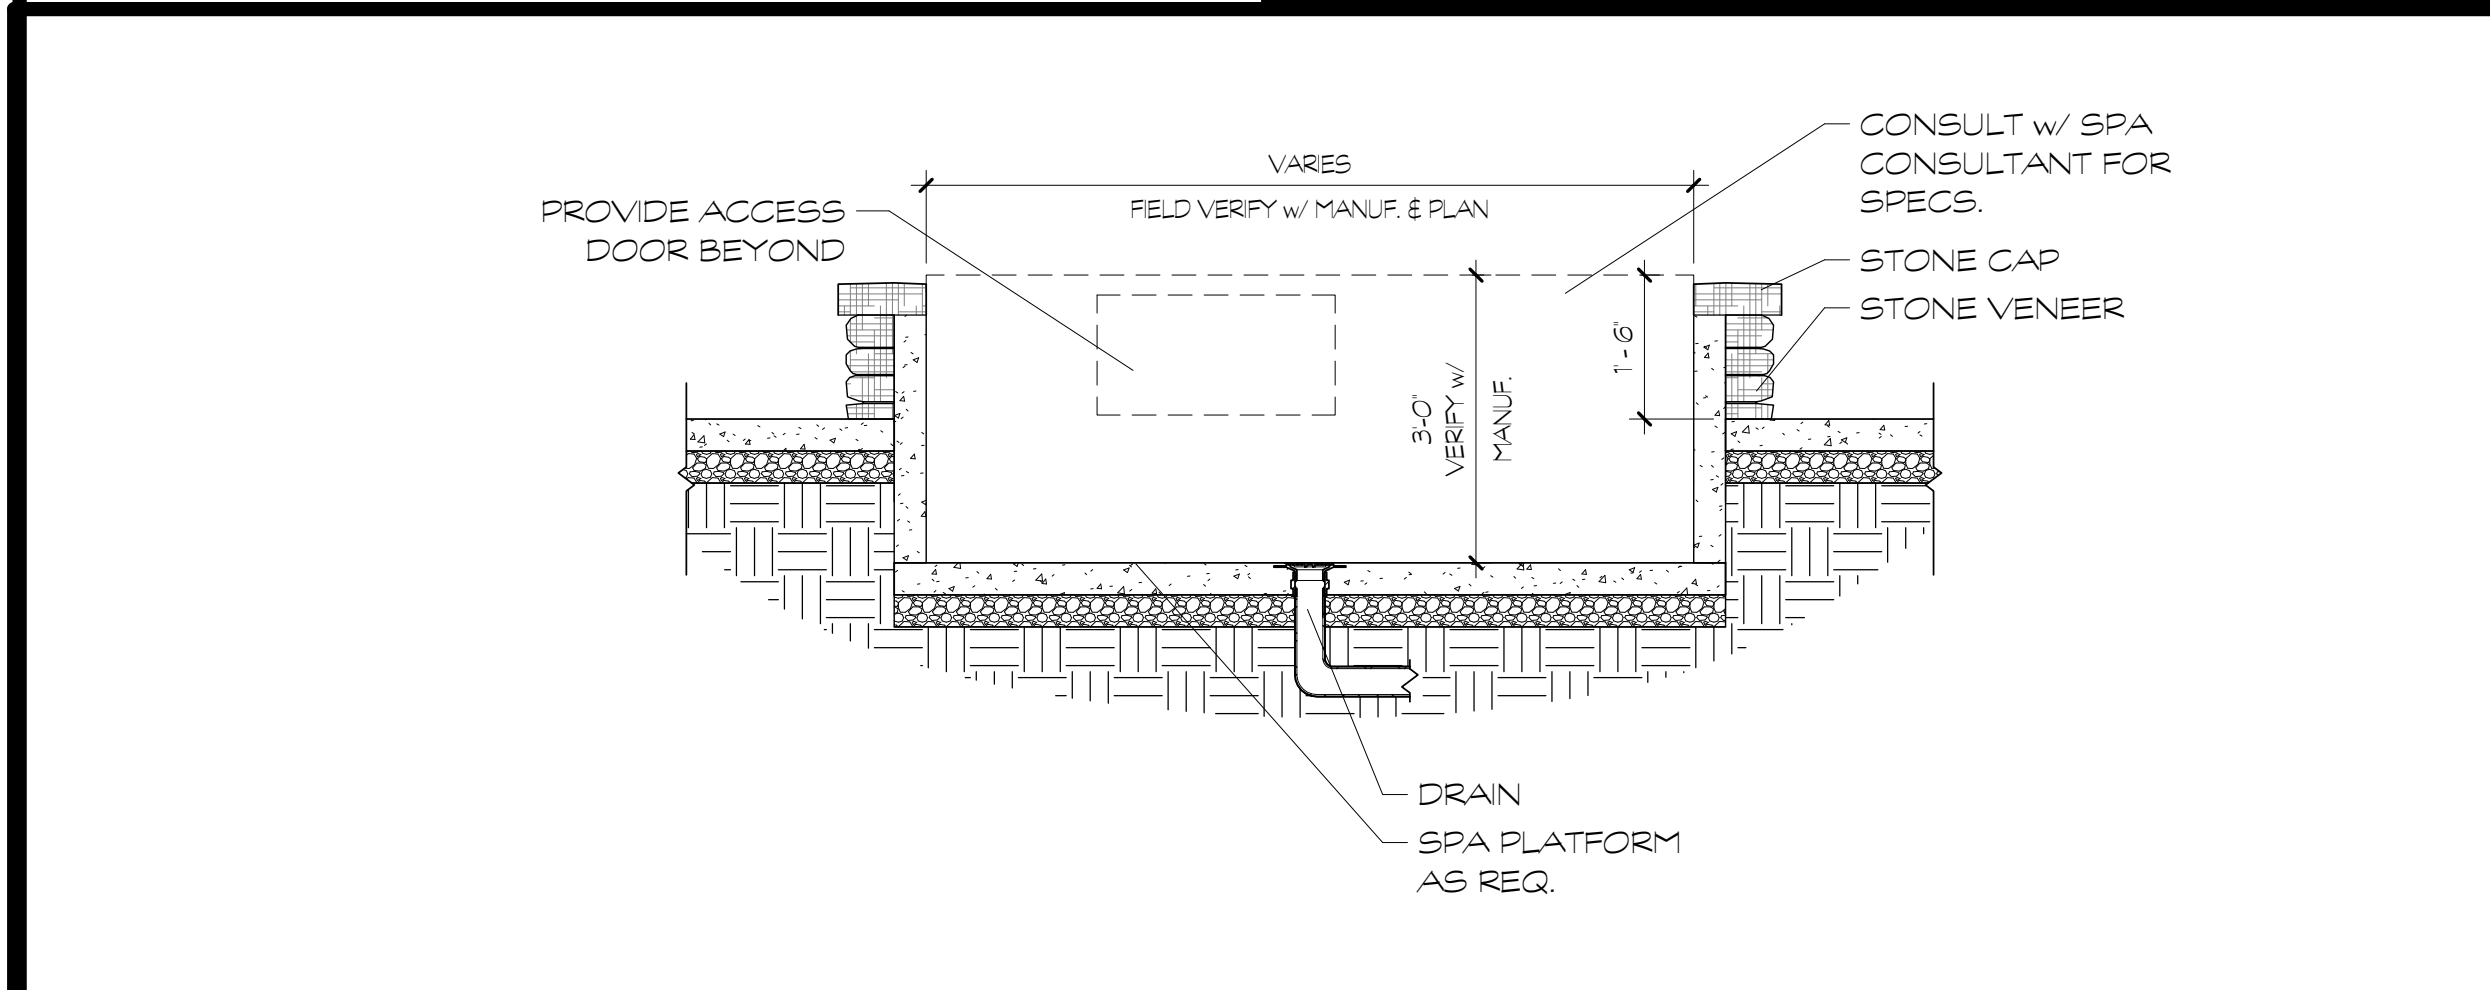 CONSULT w/ SPA
CONSULTANT FOR
SPECS.
VARIES
FIELD VERIFY w/ MANUF. & PLAN
PROVIDE ACCESS
DOOR BEYOND
STONE CAP
STONE VENEER
1'-6"
3'-0"
VERIFY w/
MANUF.
DRAIN
SPA PLATFORM
AS REQ.